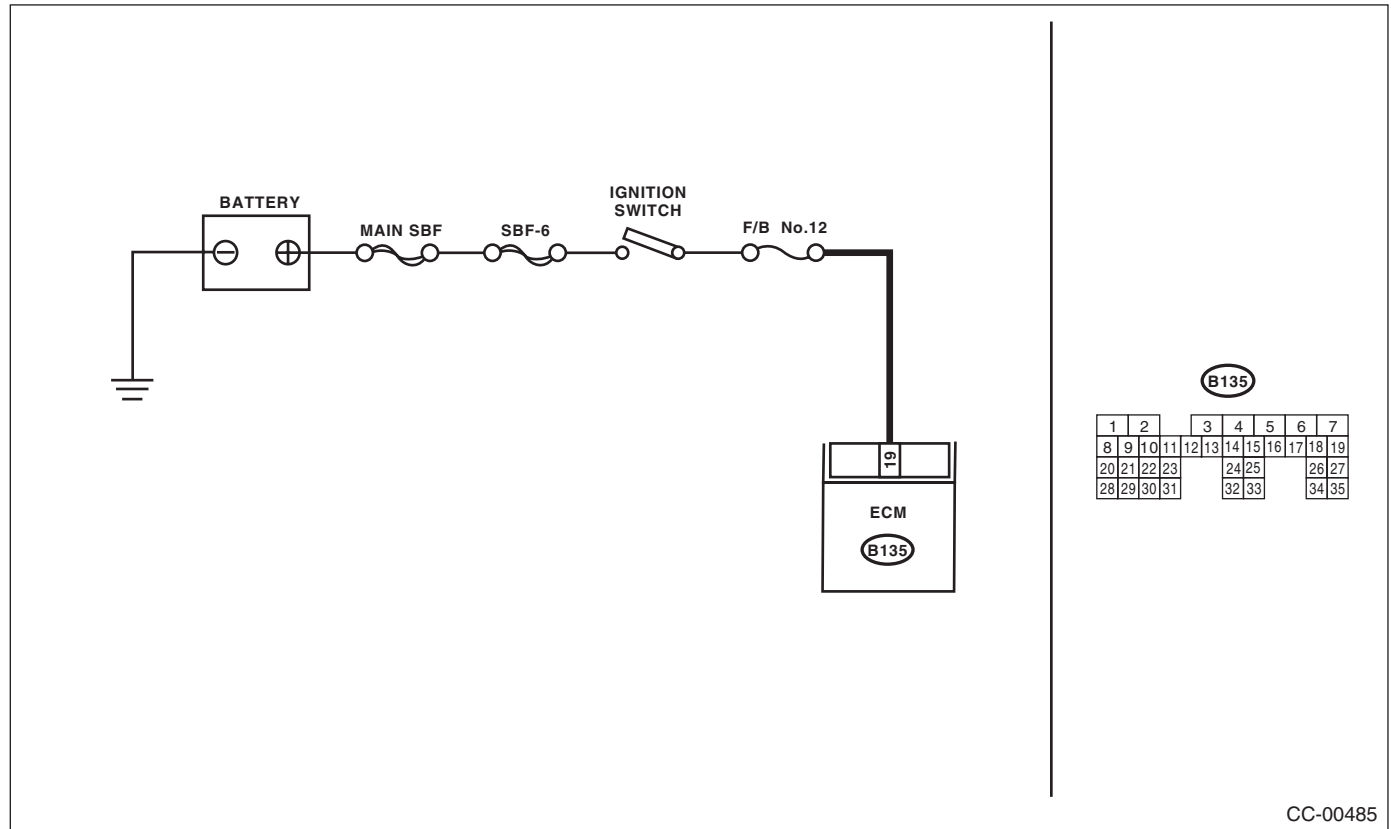 BATTERY
MAIN SBF
SBF-6
IGNITION
SWITCH
F/B No.12
19
ECM
B135
B135
1 2 3 4 5 6 7
8 9 10 11 12 13 14 15 16 17 18 19
20 21 22 23 24 25 26 27
28 29 30 31 32 33 34 35
CC-00485